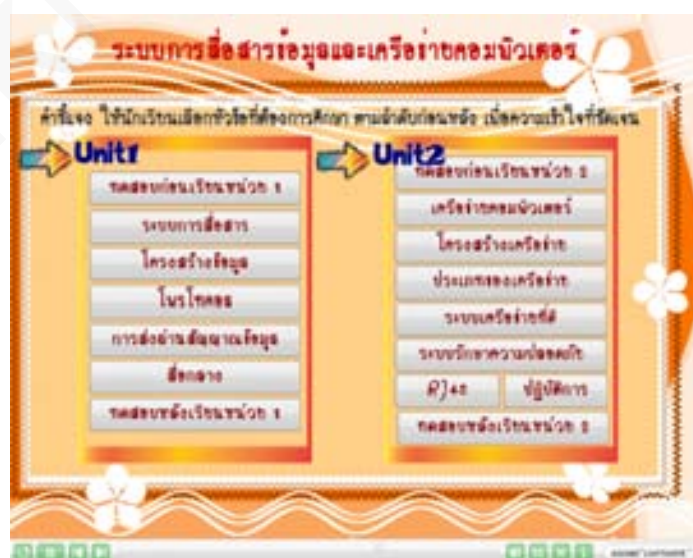 ระบบการสื่อสารข้อมูลและเครือข่ายคอมพิวเตอร์
คำชี้แจง ให้นักเรียนเลือกหัวข้อที่ต้องการศึกษา ตามลำดับก่อนหลัง เพื่อความเข้าใจที่ชัดเจน
Unit1
ทดสอบก่อนเรียนหน่วย 1
ระบบการสื่อสาร
โครงสร้างข้อมูล
โพรโทคอล
การส่งผ่านสัญญาณข้อมูล
สื่อกลาง
ทดสอบหลังเรียนหน่วย 1
Unit2
ทดสอบก่อนเรียนหน่วย 2
เครือข่ายคอมพิวเตอร์
โครงสร้างเครือข่าย
ประเภทของเครือข่าย
ระบบเครือข่ายที่ดี
ระบบรักษาความปลอดภัย
RJ45 ปฏิบัติการ
ทดสอบหลังเรียนหน่วย 2
ADOBE CAPTIVATE